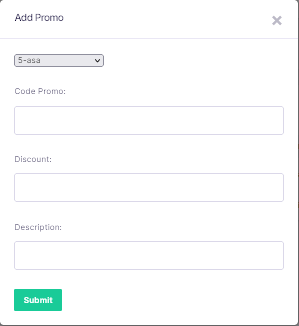 Add Promo
5-asa
Code Promo:
Discount:
Description:
Submit